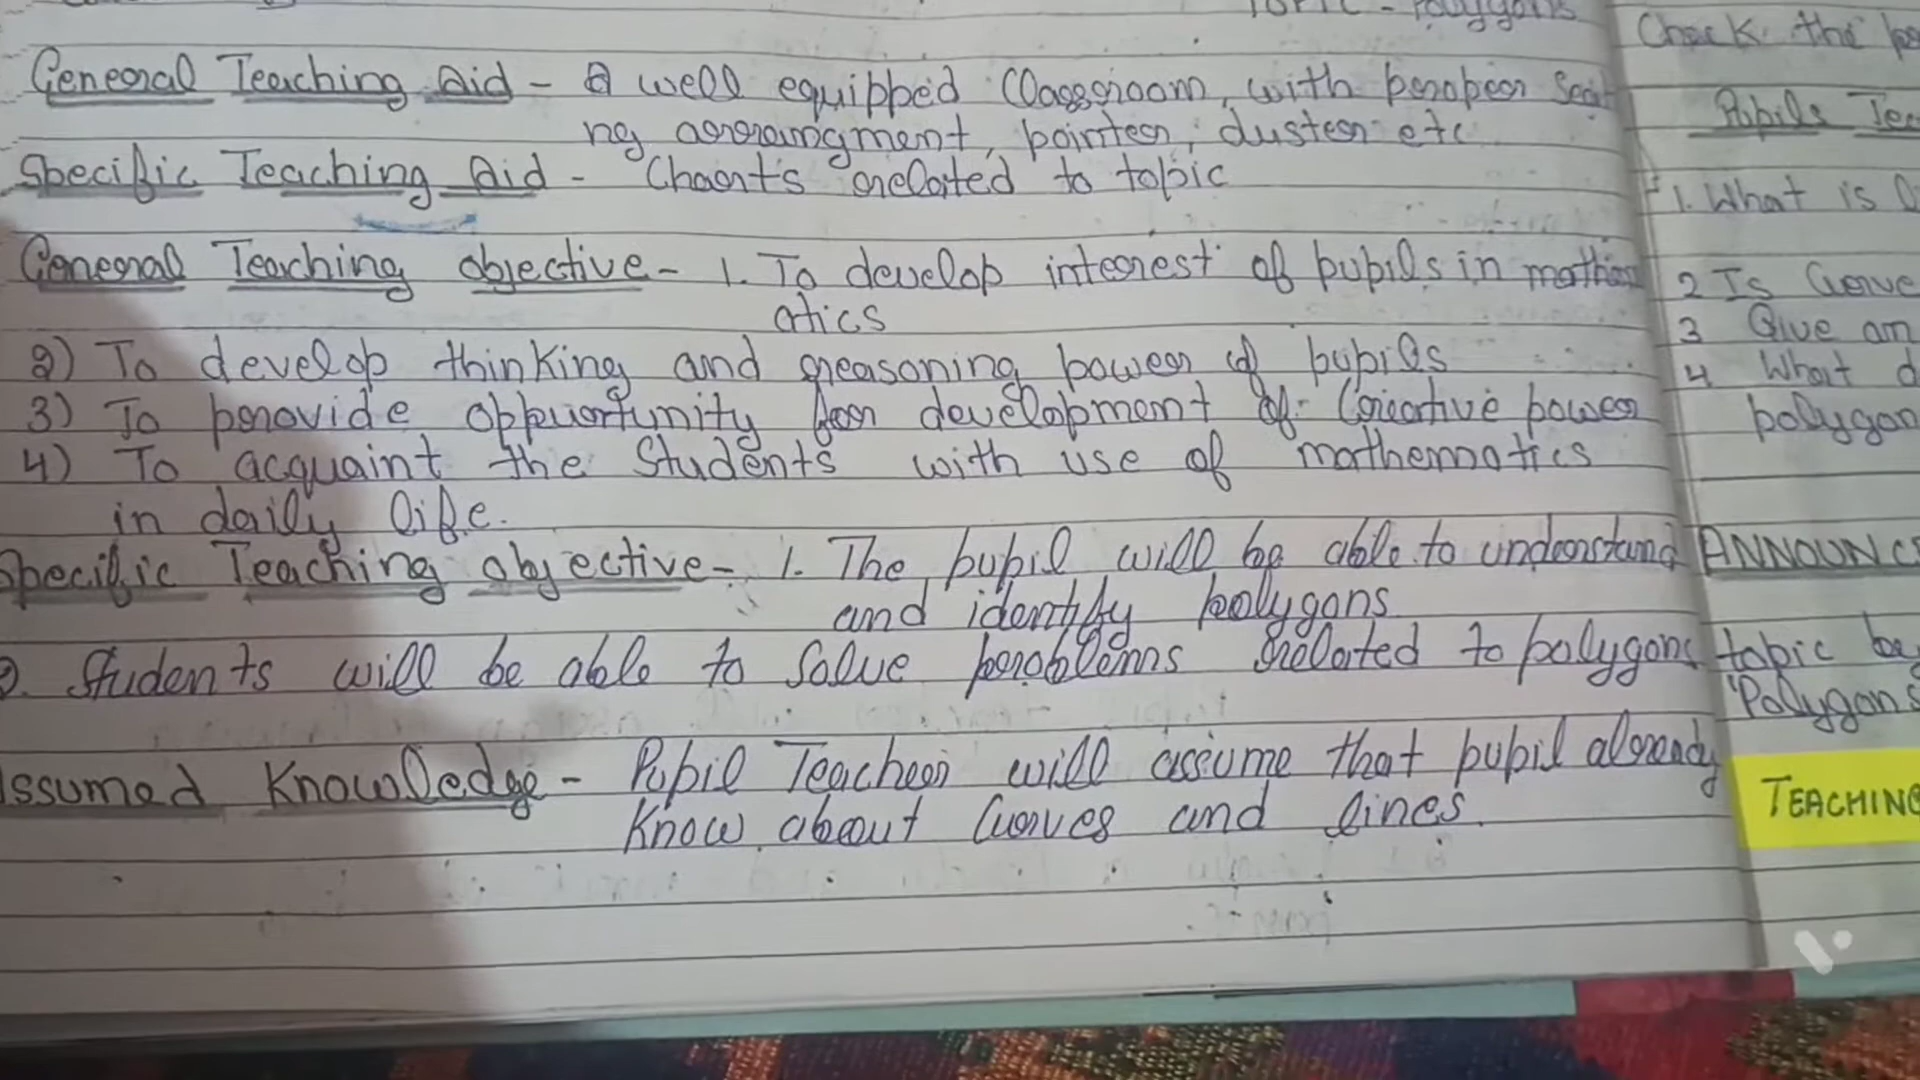 TOPIC - Polygons
General Teaching Aid - A well equipped Classroom, with proper Seati
ng arrangment, pointer, duster etc
Specific Teaching Aid - Charts related to topic
General Teaching objective - 1. To develop interest of pupils in mathem
atics
2) To develop thinking and reasoning power of pupils
3) To provide oppurtunity for development of Creative power
4) To acquaint the Students with use of mathematics
in daily life.
Specific Teaching objective - 1. The pupil will be able to understand
and identify polygons
2. Students will be able to Solve problems related to polygons
Assumed Knowledge - Pupil Teacher will assume that pupil already
Know about Curves and lines.
Check the
Pupils Tea
1. What is
2 Is Curve
3 Give an
4 What d
polygon
ANNOUNCE
topic be
'Polygons
TEACHING